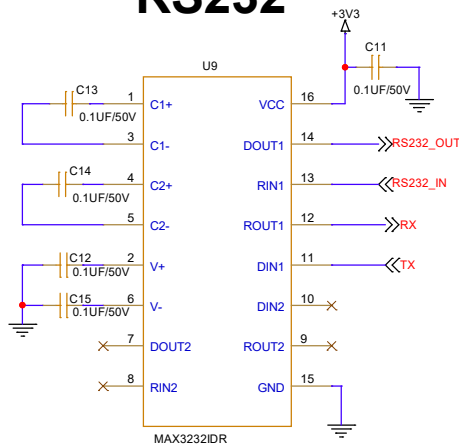 RS232
+3V3
U9
C11
0.1UF/50V
C13
0.1UF/50V
1
C1+
VCC
16
3
C1-
DOUT1
14
RS232_OUT
C14
0.1UF/50V
4
C2+
RIN1
13
RS232_IN
5
C2-
ROUT1
12
RX
C12
0.1UF/50V
2
V+
DIN1
11
TX
C15
0.1UF/50V
6
V-
DIN2
10
7
DOUT2
ROUT2
9
8
RIN2
GND
15
MAX3232IDR